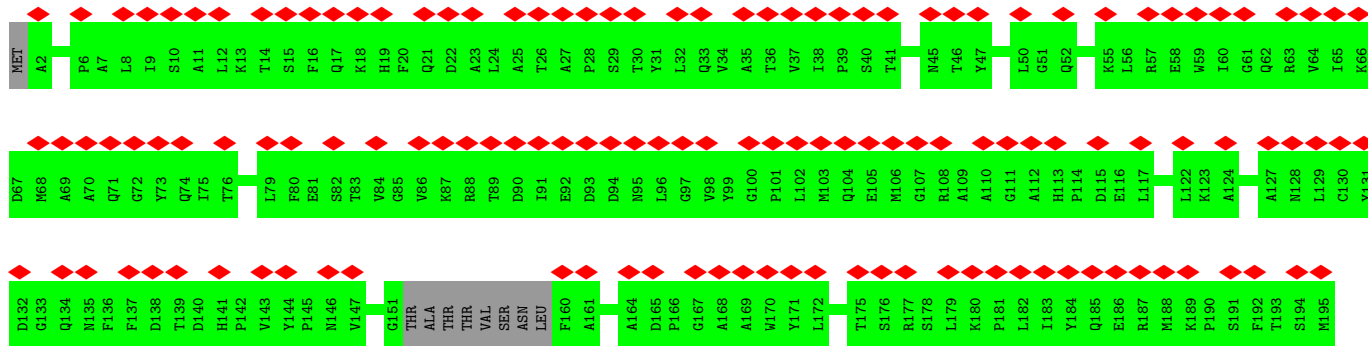 MET A2 P6 A7 L8 I9 S10 A11 L12 K13 T14 S15 F16 Q17 K18 H19 F20 Q21 D22 A23 L24 A25 T26 A27 P28 S29 T30 Y31 L32 Q33 V34 A35 T36 V37 I38 P39 S40 T41 N45 T46 Y47 L50 G51 Q52 K55 L56 R57 E58 W59 I60 G61 Q62 R63 V64 I65 K66
D67 M68 A69 A70 Q71 G72 Y73 Q74 I75 T76 L79 F80 E81 S82 T83 V84 G85 V86 K87 R88 T89 D90 I91 E92 D93 D94 N95 L96 G97 V98 Y99 G100 P101 L102 M103 Q104 E105 M106 G107 R108 A109 A110 G111 A112 H113 P114 D115 E116 L117 L122 K123 A124 A127 N128 L129 C130 Y131
D132 G133 Q134 N135 F136 F137 D138 T139 D140 H141 P142 V143 Y144 P145 N146 V147 G151 THR ALA THR THR VAL SER ASN LEU F160 A161 A164 D165 P166 G167 A168 A169 W170 Y171 L172 T175 S176 R177 S178 L179 K180 P181 L182 I183 Y184 Q185 E186 R187 M188 K189 P190 S191 F192 T193 S194 M195